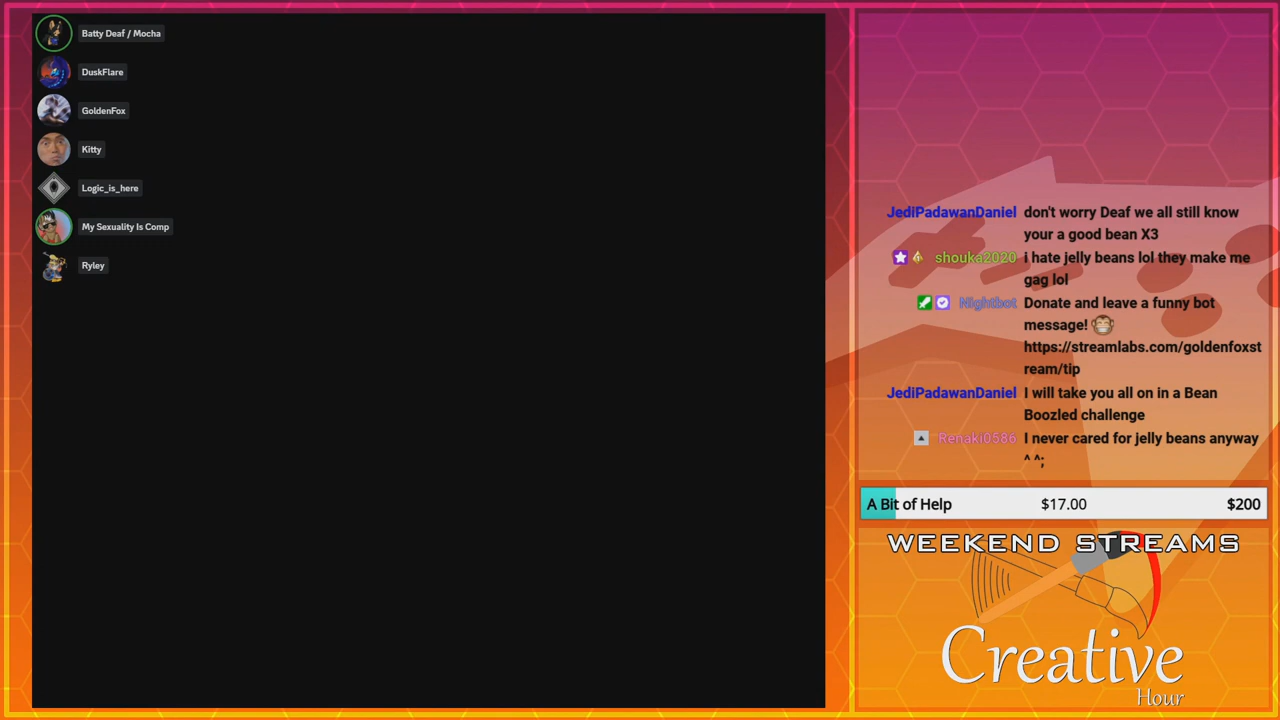 Batty Deaf / Mocha
DuskFlare
GoldenFox
Kitty
Logic_is_here
My Sexuality Is Comp
Ryley
JediPadawanDaniel don't worry Deaf we all still know
your a good bean X3
shouka2020 i hate jelly beans lol they make me
gag lol
Nightbot Donate and leave a funny bot
message!
https://streamlabs.com/goldenfoxst
ream/tip
JediPadawanDaniel I will take you all on in a Bean
Boozled challenge
Renaki0586 I never cared for jelly beans anyway
^ ^;
A Bit of Help $17.00 $200
WEEKEND STREAMS
Creative
Hour